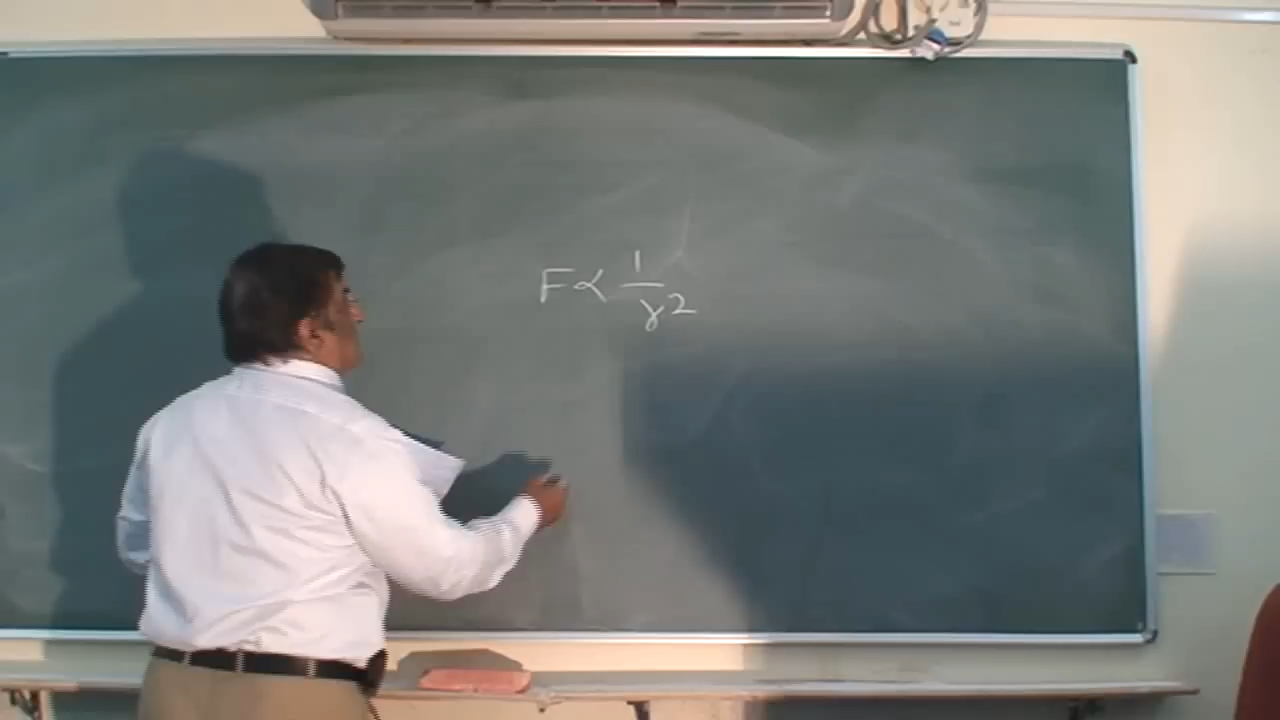 F ∝ 1/r²